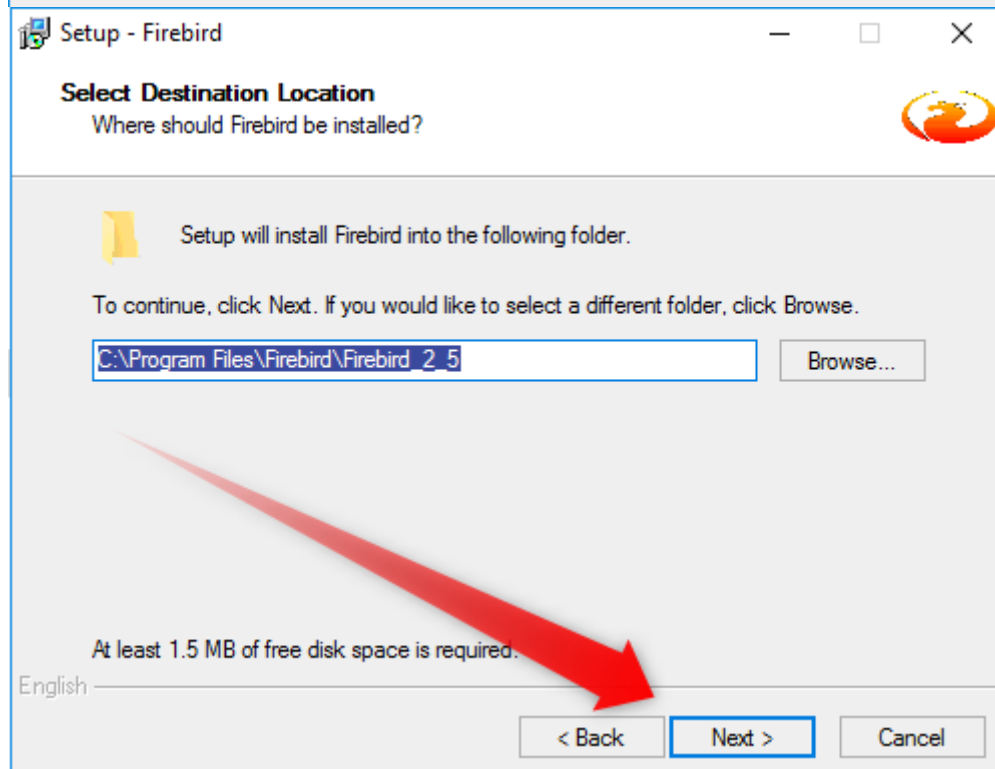 Setup - Firebird
Select Destination Location
Where should Firebird be installed?
Setup will install Firebird into the following folder.
To continue, click Next. If you would like to select a different folder, click Browse.
C:\Program Files\Firebird\Firebird_2_5
Browse...
At least 1.5 MB of free disk space is required.
English
< Back
Next >
Cancel